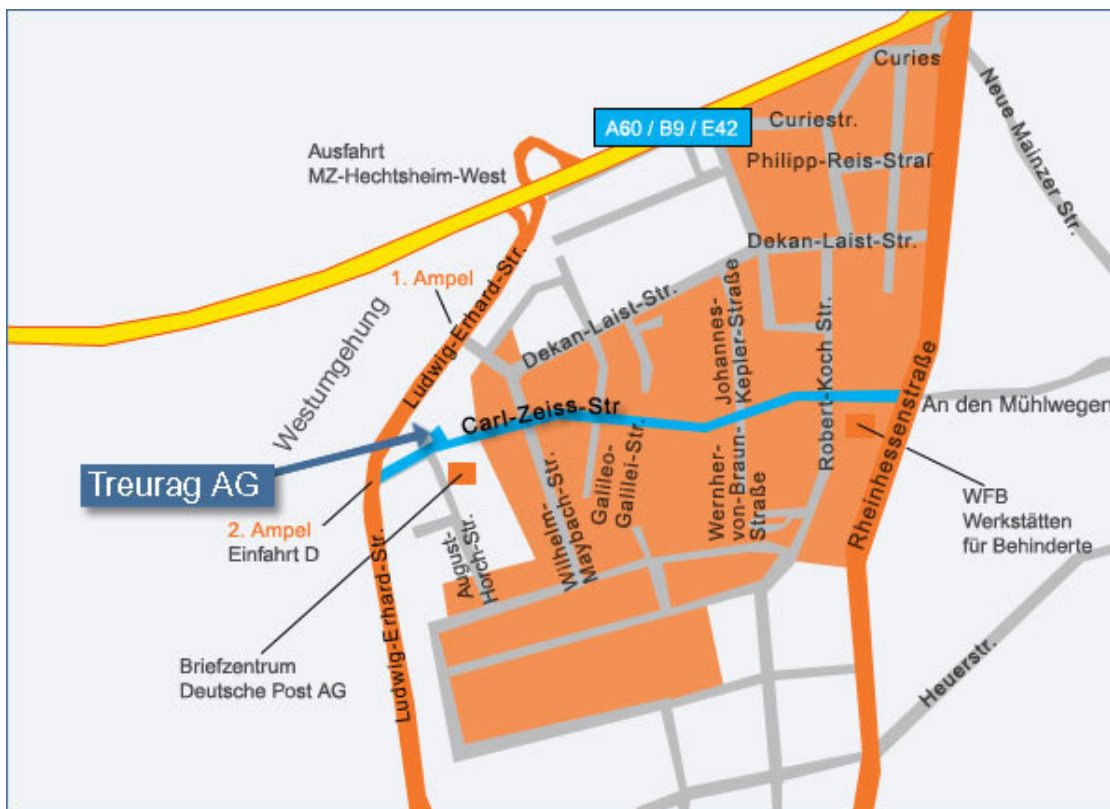 Curies
A60 / B9 / E42
Curiestr.
Neue Mainzer Str.
Ausfahrt
MZ-Hechtsheim-West
Philipp-Reis-Straf
Dekan-Laist-Str.
1. Ampel
Ludwig-Erhard-Str.
Westumgehung
Dekan-Laist-Str.
Johannes-
Kepler-Straße
Robert-Koch Str.
Carl-Zeiss-Str
An den Mühlwegen
Treurag AG
2. Ampel
Einfahrt D
August-
Horch-Str.
Wilhelm-
Maybach-Str.
Galileo-
Galilei-Str.
Wernher-
von-Braun-
Straße
Rheinhessenstraße
WFB
Werkstätten
für Behinderte
Ludwig-Erhard-Str.
Briefzentrum
Deutsche Post AG
Heuerstr.